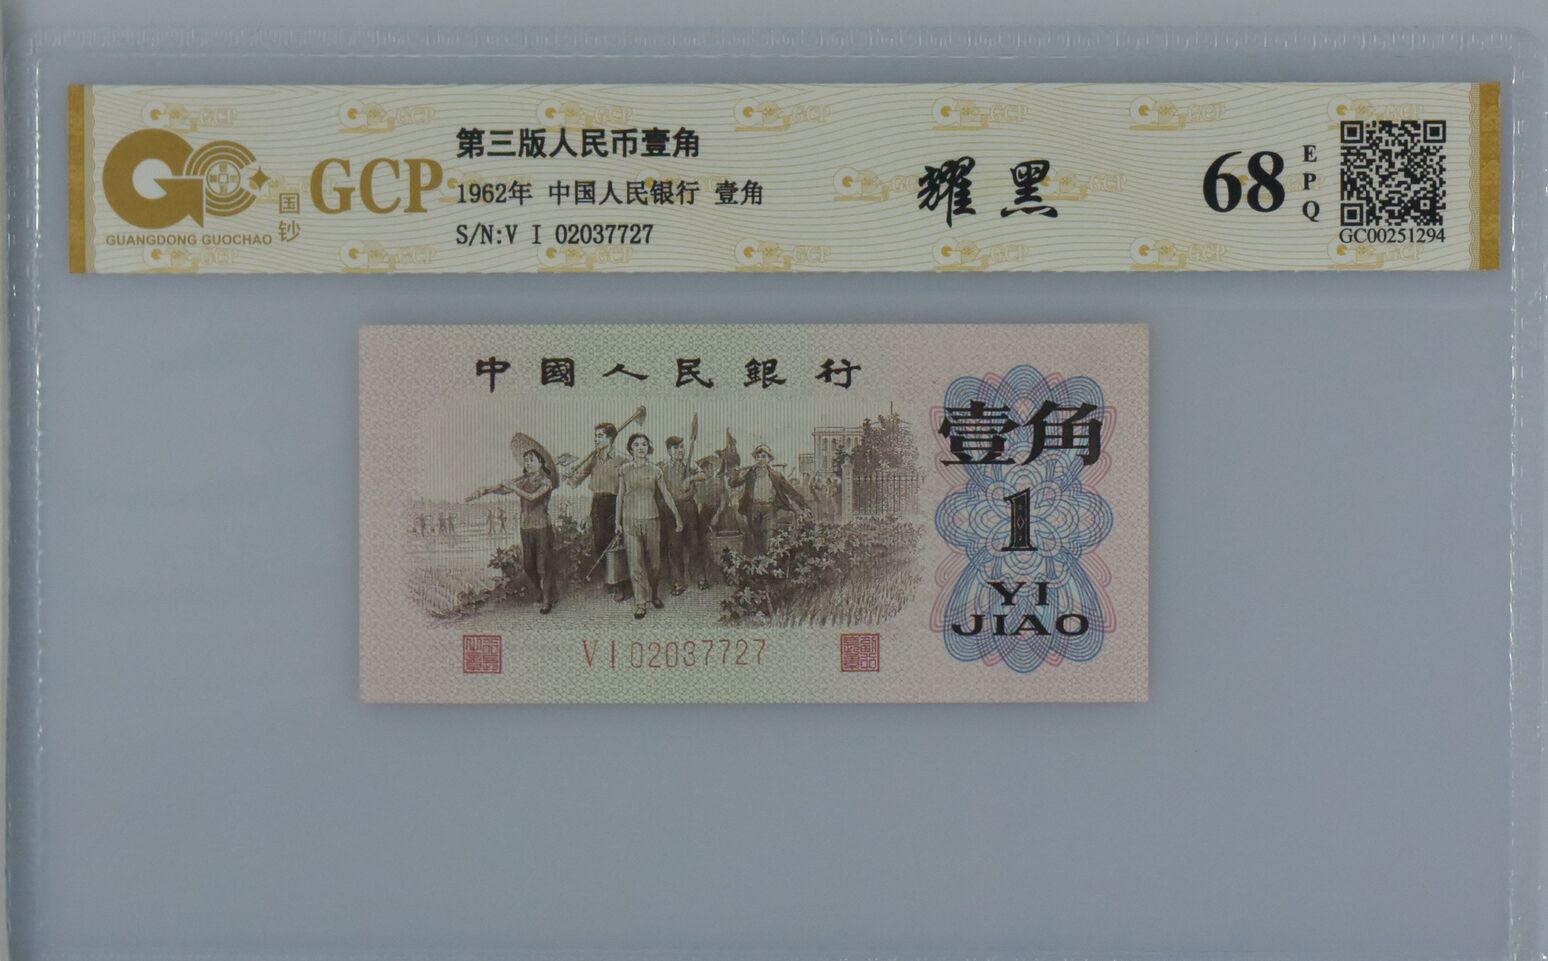 GCP
国钞
GUANGDONG GUOCHAO
第三版人民币壹角
1962年 中国人民银行 壹角
S/N:V I 02037727
耀黑
68
EPQ
GC00251294
中國人民銀行
壹角
1
YI
JIAO
V I 02037727